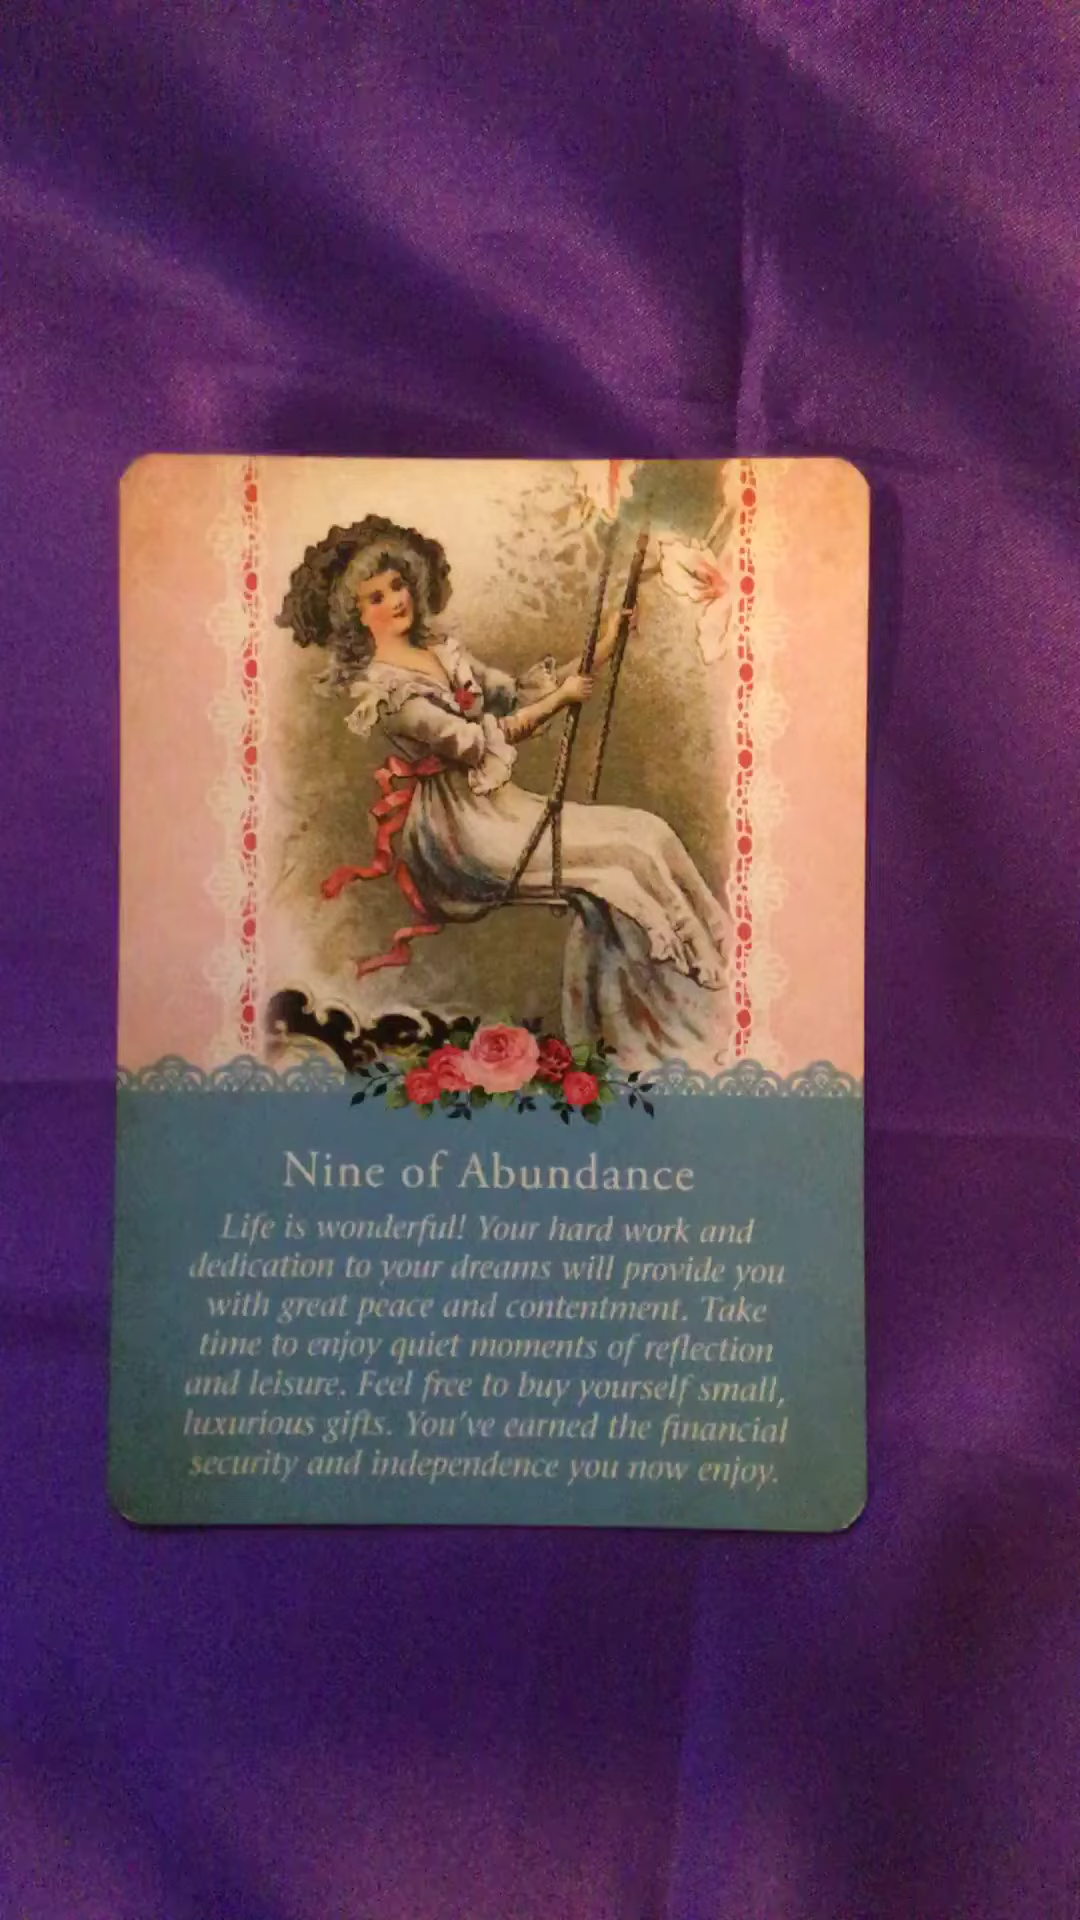 Nine of Abundance
Life is wonderful! Your hard work and
dedication to your dreams will provide you
with great peace and contentment. Take
time to enjoy quiet moments of reflection
and leisure. Feel free to buy yourself small,
luxurious gifts. You've earned the financial
security and independence you now enjoy.